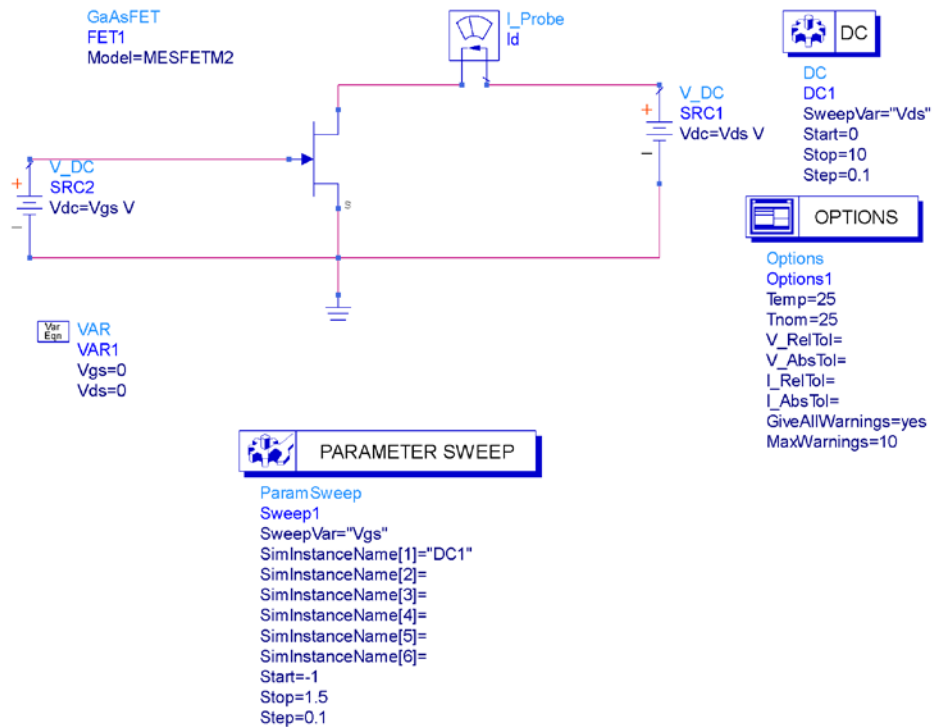 GaAsFET
FET1
Model=MESFETM2
I_Probe
Id
V_DC
SRC1
Vdc=Vds V
+
–
DC
DC
DC1
SweepVar="Vds"
Start=0
Stop=10
Step=0.1
V_DC
SRC2
Vdc=Vgs V
+
–
s
OPTIONS
Options
Options1
Temp=25
Tnom=25
V_RelTol=
V_AbsTol=
I_RelTol=
I_AbsTol=
GiveAllWarnings=yes
MaxWarnings=10
Var
Eqn
VAR
VAR1
Vgs=0
Vds=0
PARAMETER SWEEP
ParamSweep
Sweep1
SweepVar="Vgs"
SimInstanceName[1]="DC1"
SimInstanceName[2]=
SimInstanceName[3]=
SimInstanceName[4]=
SimInstanceName[5]=
SimInstanceName[6]=
Start=-1
Stop=1.5
Step=0.1